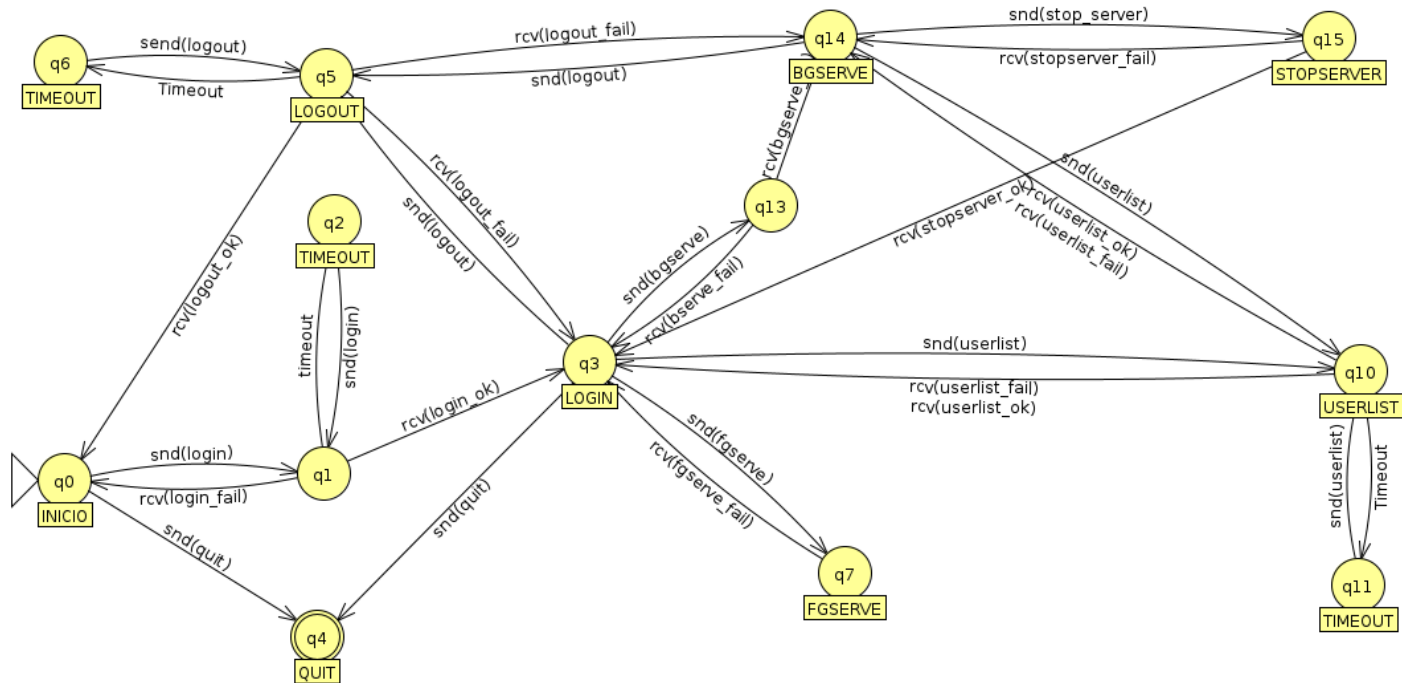 snd(stop_server)
q14
q15
rcv(logout_fail)
q6
send(logout)
rcv(stopserver_fail)
BGSERVE
STOPSERVER
q5
snd(logout)
Timeout
TIMEOUT
LOGOUT
rcv(bgserve
snd(userlist)
rcv(logout_fail)
q13
rcv(stopserver_ok)
rcv(userlist_ok)
rcv(userlist_fail)
q2
TIMEOUT
snd(logout)
snd(bgserve)
rcv(logout_ok)
rcv(bserve_fail)
timeout
snd(login)
q3
snd(userlist)
q10
rcv(userlist_fail)
rcv(userlist_ok)
LOGIN
USERLIST
rcv(login_ok)
snd(fgserve)
snd(login)
q1
q0
rcv(login_fail)
rcv(fgserve_fail)
snd(userlist)
Timeout
INICIO
snd(quit)
snd(quit)
q7
FGSERVE
q11
TIMEOUT
q4
QUIT